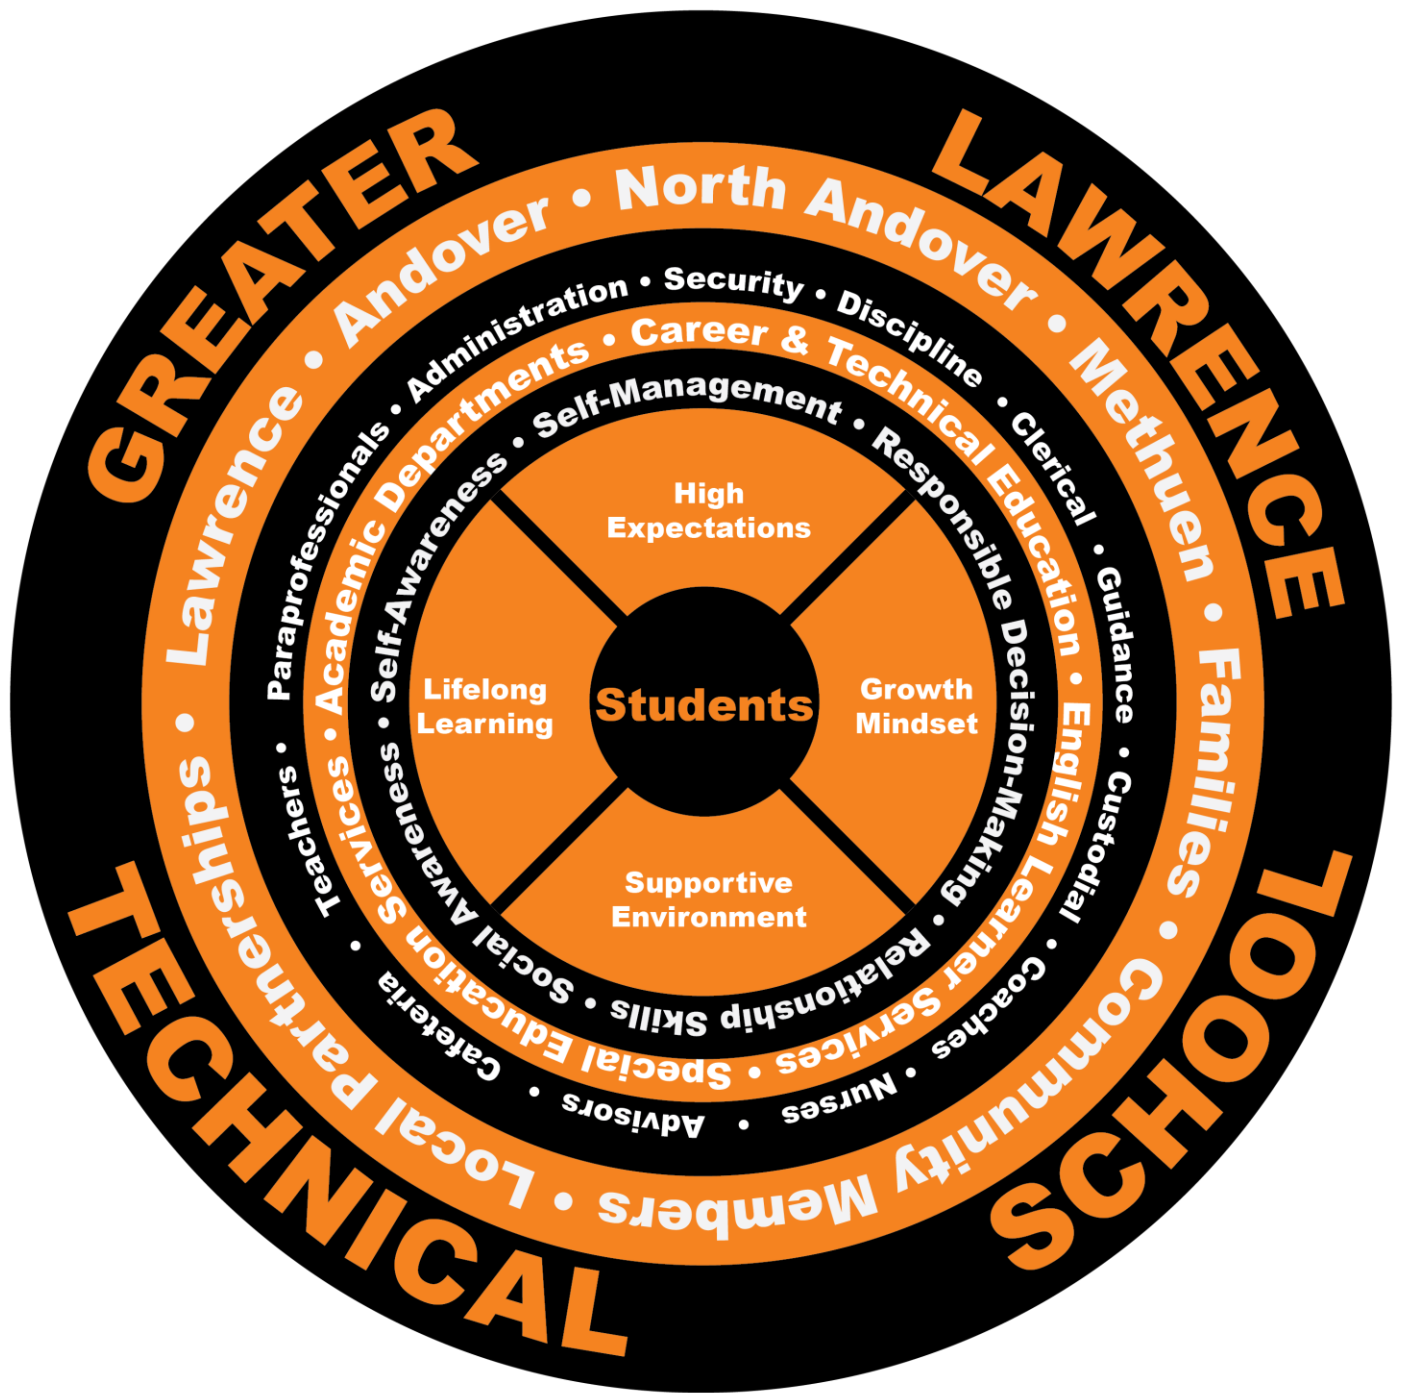 GREATER
LAWRENCE
TECHNICAL
SCHOOL
Lawrence • Andover • North Andover • Methuen • Families • Community Members • Local Partnerships •
Paraprofessionals • Administration • Security • Discipline • Clerical • Guidance • Custodial • Coaches • Nurses • Advisors • Cafeteria • Teachers •
Academic Departments • Career & Technical Education • English Learner Services • Special Education Services •
Self-Awareness • Self-Management • Responsible Decision-Making • Relationship Skills • Social Awareness •
High
Expectations
Lifelong
Learning
Students
Growth
Mindset
Supportive
Environment